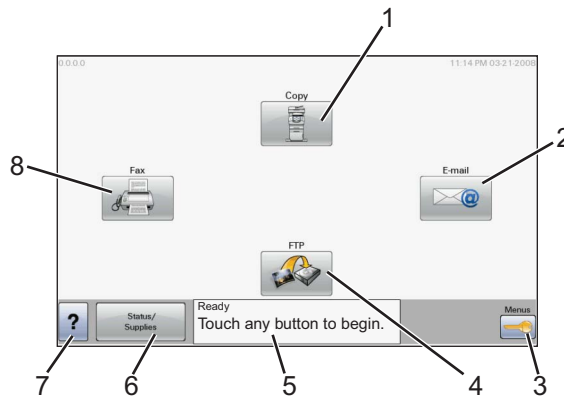 1
0.0.0.0
11:14 PM 03-21-2008
Copy
2
8
Fax
E-mail
FTP
?
Status/
Supplies
Ready
Touch any button to begin.
Menus
7
6
5
4
3